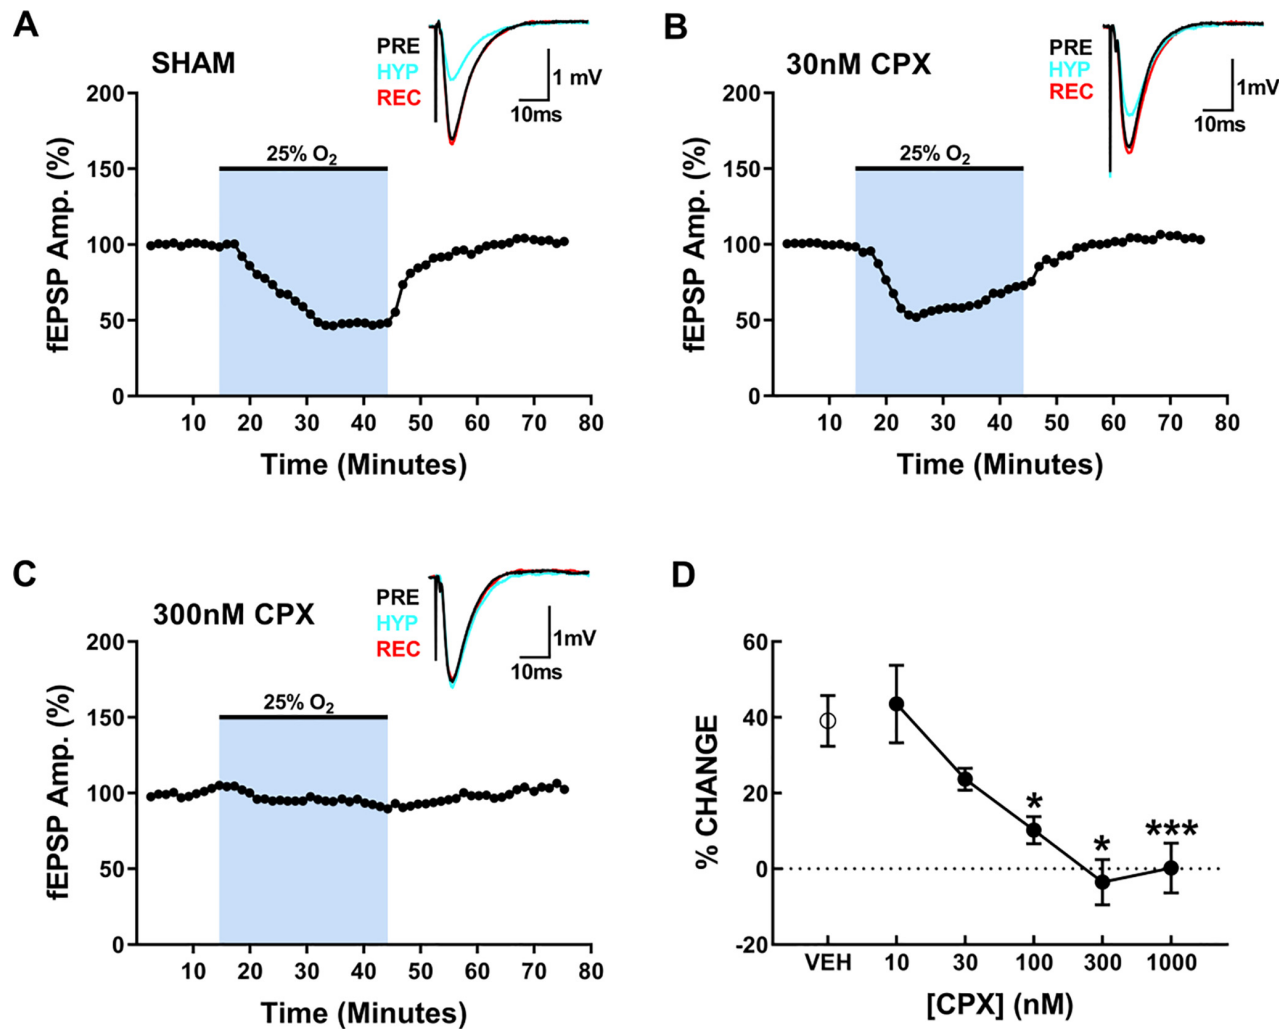 A
SHAM
PRE
HYP
REC
1 mV
10ms
200
150
100
50
0
25% O₂
fEPSP Amp. (%)
10 20 30 40 50 60 70 80
Time (Minutes)
B
30nM CPX
PRE
HYP
REC
1mV
10ms
200
150
100
50
0
25% O₂
fEPSP Amp. (%)
10 20 30 40 50 60 70 80
Time (Minutes)
C
300nM CPX
PRE
HYP
REC
1mV
10ms
200
150
100
50
0
25% O₂
fEPSP Amp. (%)
10 20 30 40 50 60 70 80
Time (Minutes)
D
60
40
20
0
-20
% CHANGE
*
*
***
VEH 10 30 100 300 1000
[CPX] (nM)